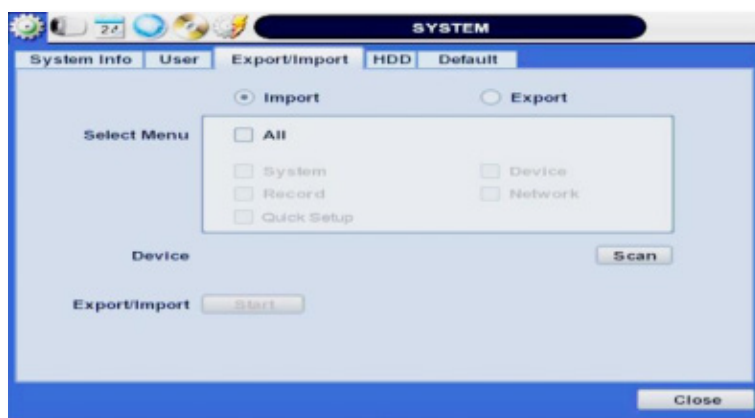 SYSTEM
System Info User Export/Import HDD Default
Import Export
Select Menu All
System Device
Record Network
Quick Setup
Device Scan
Export/Import Start
Close